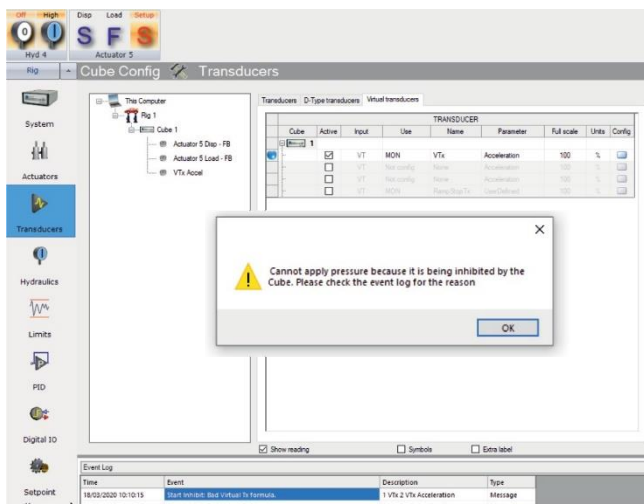 Off High Disp Load Setup
0 I S F S
Hyd 4 Actuator 5
Rig Cube Config Transducers
System
Actuators
Transducers
Hydraulics
Limits
PID
Digital IO
Setpoint
This Computer
Rig 1
Cube 1
Actuator 5 Disp - FB
Actuator 5 Load - FB
VTx Accel
Transducers D-Type transducers Virtual transducers
TRANSDUCER
Cube Active Input Use Name Parameter Full scale Units Config
1
VT MON VTx Acceleration 100 %
VT Not config None Acceleration 100 %
VT Not config None Acceleration 100 %
VT MON Ramp Stop Tx User Defined 100 %
Cannot apply pressure because it is being inhibited by the
Cube. Please check the event log for the reason
OK
Show reading Symbols Extra label
Event Log
Time Event Description Type
18/03/2020 10:10:15 Start Inhibit: Bad Virtual Tx formula. 1 VTx 2 VTx Acceleration Message